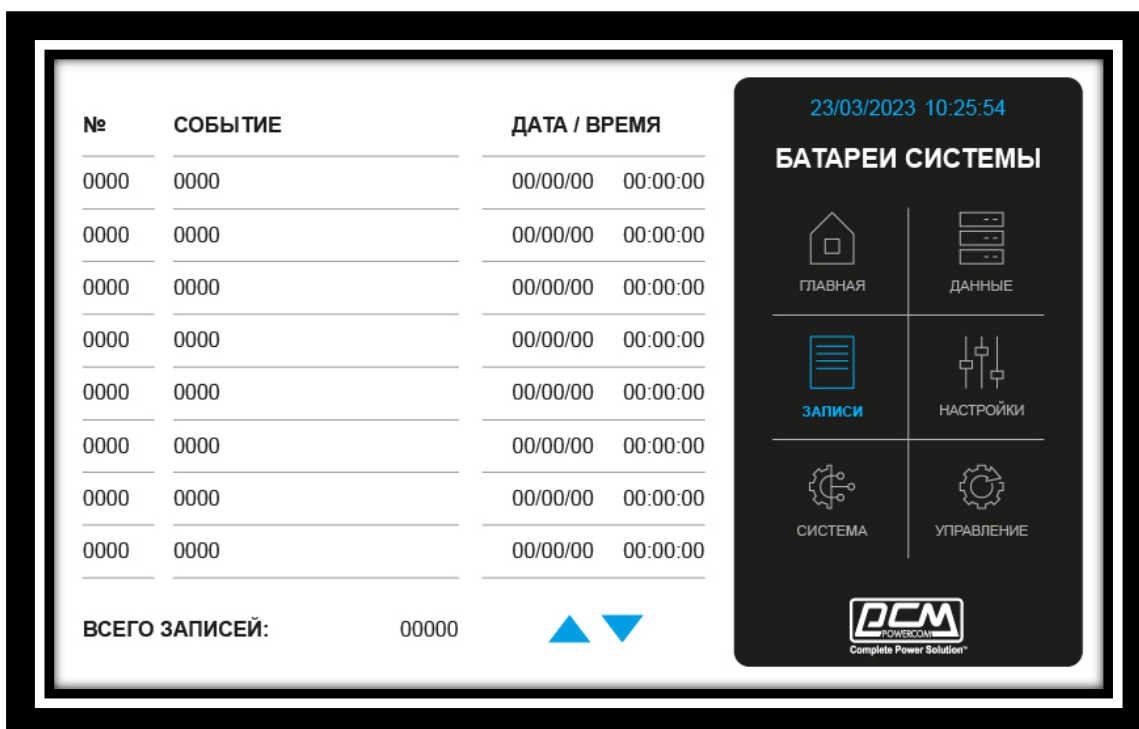 № СОБЫТИЕ ДАТА / ВРЕМЯ
0000 0000 00/00/00 00:00:00
0000 0000 00/00/00 00:00:00
0000 0000 00/00/00 00:00:00
0000 0000 00/00/00 00:00:00
0000 0000 00/00/00 00:00:00
0000 0000 00/00/00 00:00:00
0000 0000 00/00/00 00:00:00
0000 0000 00/00/00 00:00:00
ВСЕГО ЗАПИСЕЙ: 00000
23/03/2023 10:25:54
БАТАРЕИ СИСТЕМЫ
ГЛАВНАЯ ДАННЫЕ
ЗАПИСИ НАСТРОЙКИ
СИСТЕМА УПРАВЛЕНИЕ
PCM
POWERCOM
Complete Power Solution™